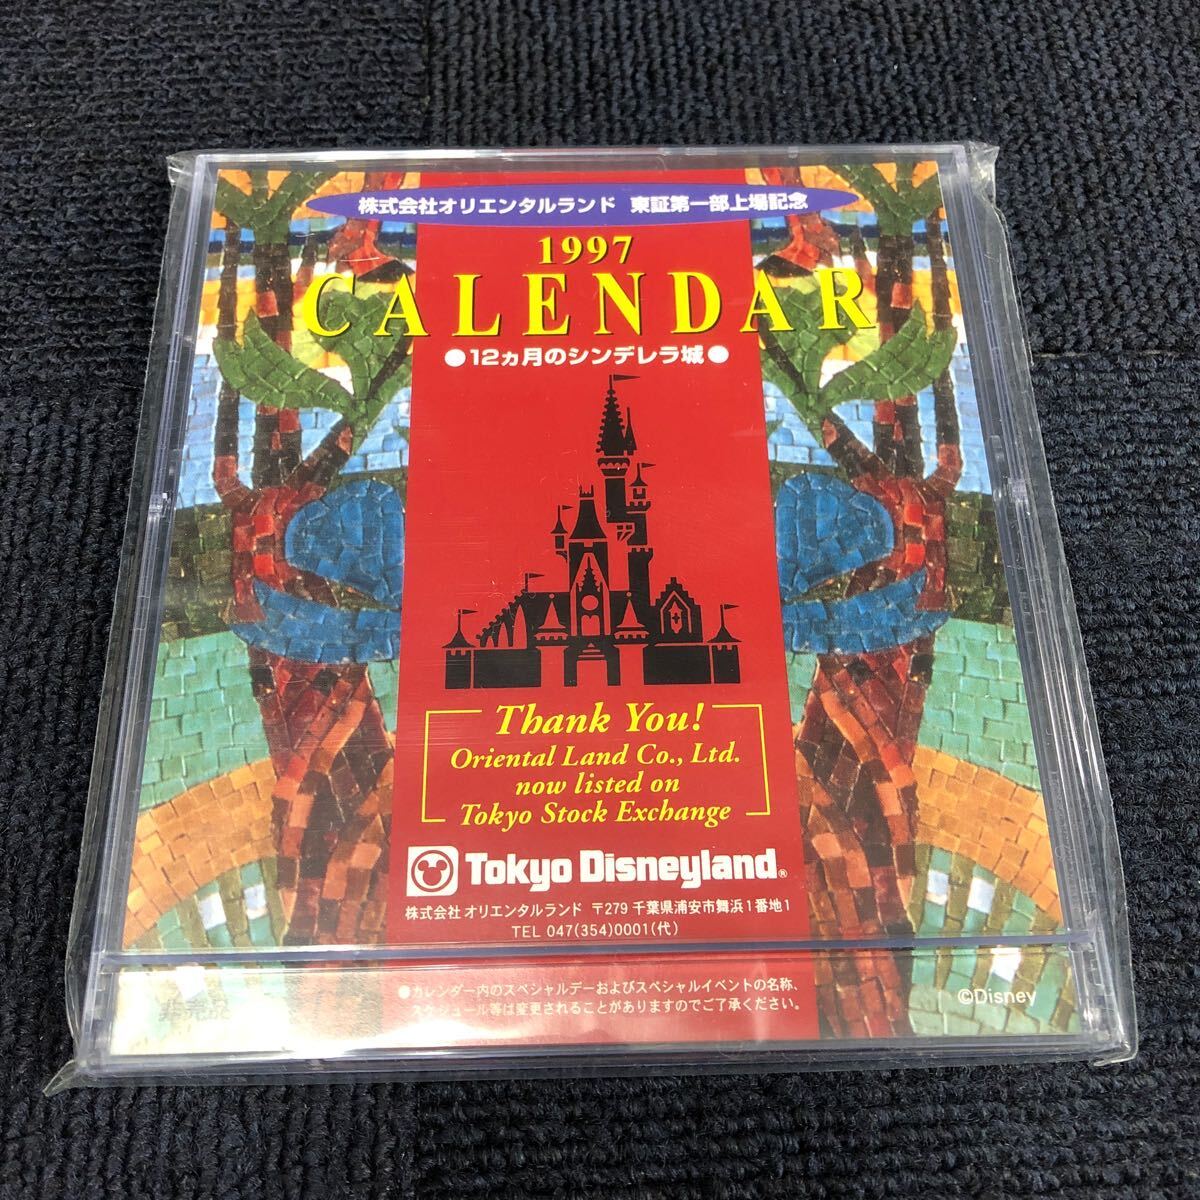 株式会社オリエンタルランド 東証第一部上場記念
1997
CALENDAR
●12ヵ月のシンデレラ城●
Thank You!
Oriental Land Co., Ltd.
now listed on
Tokyo Stock Exchange
Tokyo Disneyland®
株式会社 オリエンタルランド 〒279 千葉県浦安市舞浜1番地1
TEL 047(354)0001(代)
●カレンダー内のスペシャルデーおよびスペシャルイベントの名称、
スケジュール等は変更されることがありますのでご了承ください。
非売品
©Disney